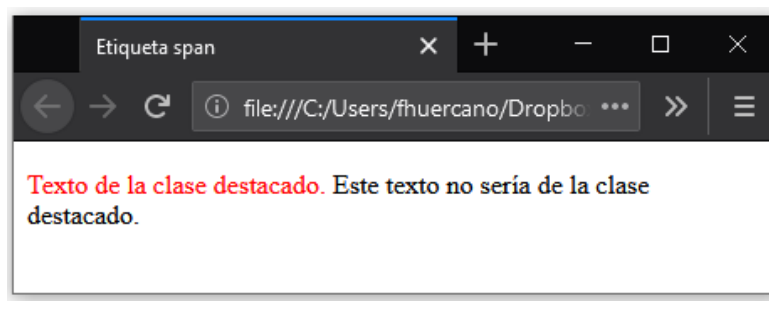 Etiqueta span
file:///C:/Users/fhuercano/Dropbo
Texto de la clase destacado. Este texto no sería de la clase
destacado.